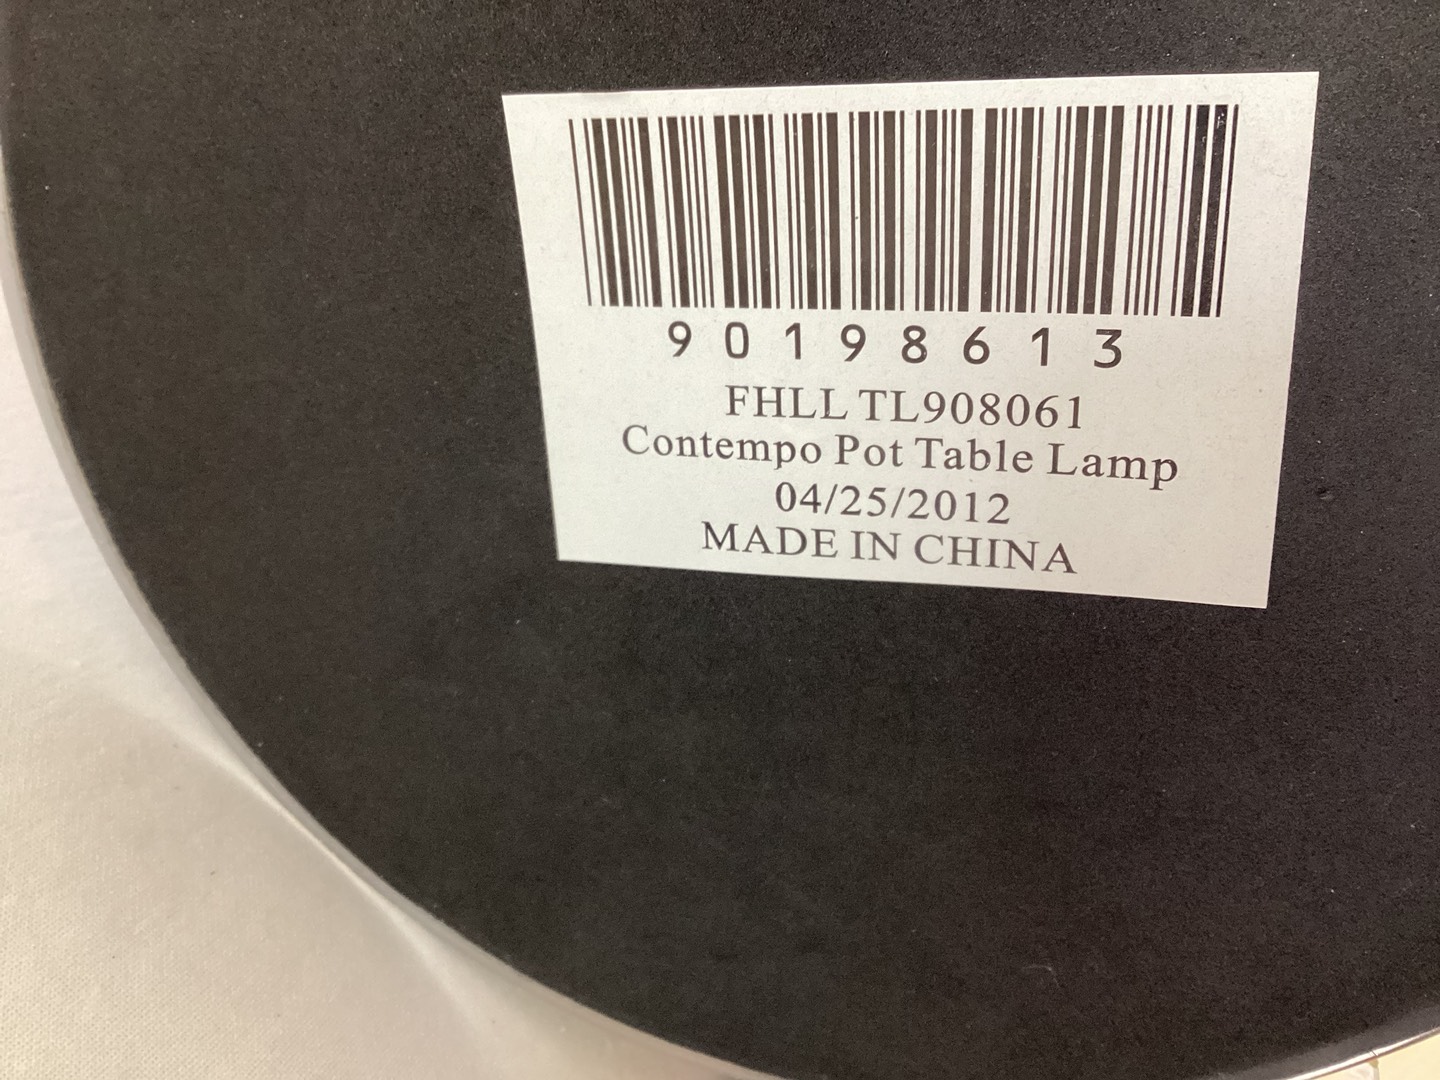 90198613
FHLL TL908061
Contempo Pot Table Lamp
04/25/2012
MADE IN CHINA